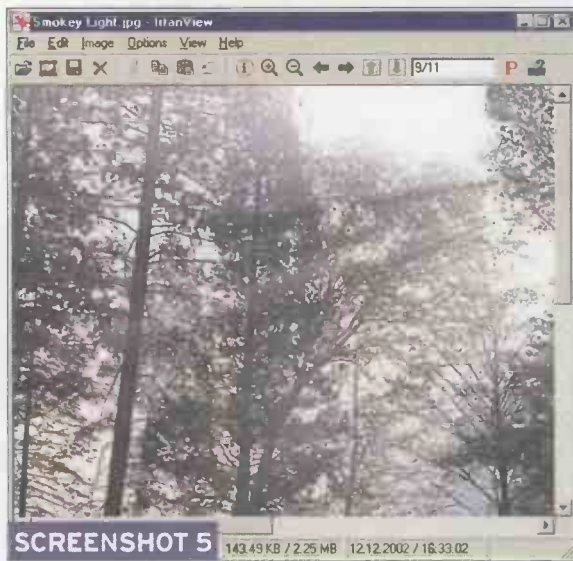 Smokey Light.jpg - IrfanView
File Edit Image Options View Help
9/11 P
SCREENSHOT 5 143.49 KB / 2.25 MB 12.12.2002 / 16:33:02